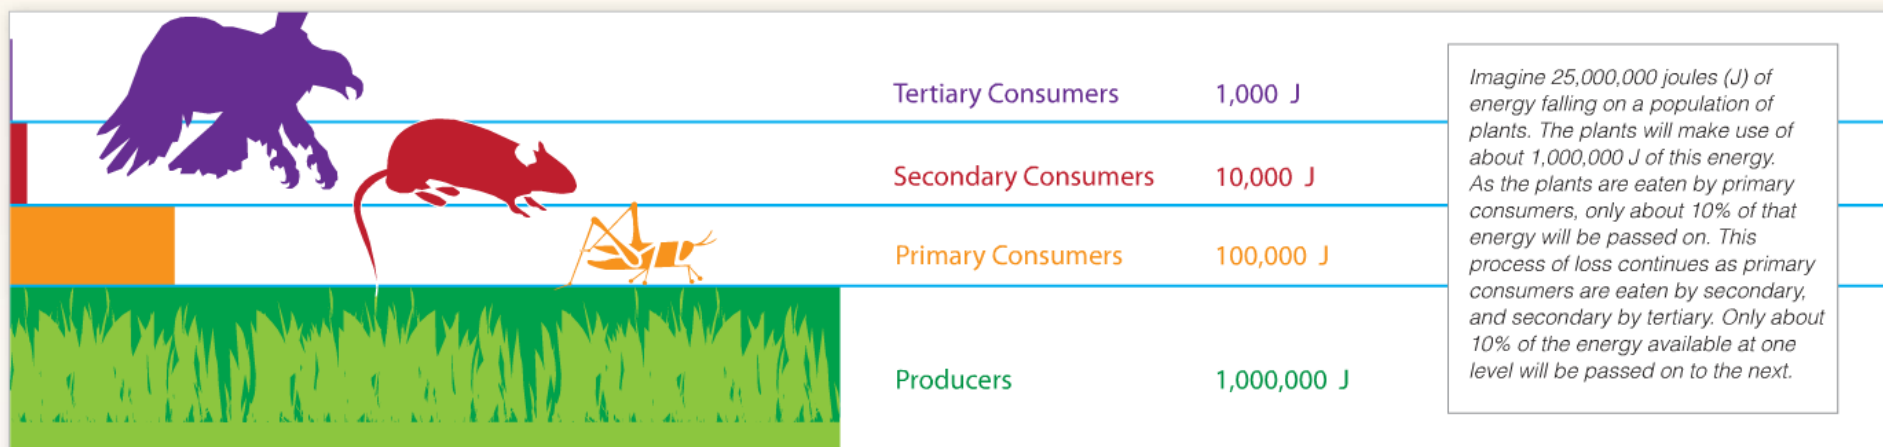 Tertiary Consumers 1,000 J
Secondary Consumers 10,000 J
Primary Consumers 100,000 J
Producers 1,000,000 J
Imagine 25,000,000 joules (J) of
energy falling on a population of
plants. The plants will make use of
about 1,000,000 J of this energy.
As the plants are eaten by primary
consumers, only about 10% of that
energy will be passed on. This
process of loss continues as primary
consumers are eaten by secondary,
and secondary by tertiary. Only about
10% of the energy available at one
level will be passed on to the next.